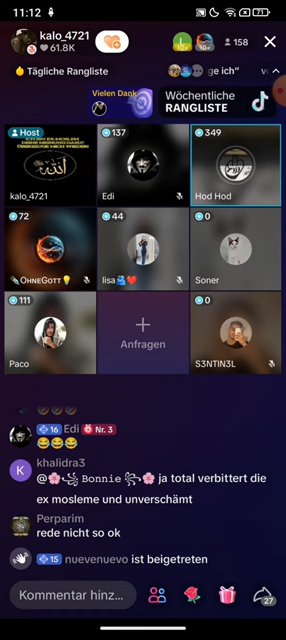 11:12
71
kalo_4721
61.8K
10+
158
Tägliche Rangliste
ge ich"
Vielen Dank
Wöchentliche
RANGLISTE
Host
kalo_4721
137
Edi
349
Hod Hod
72
OHNEGOTT
44
lisa
0
Soner
111
Paco
Anfragen
0
S3NTIN3L
16 Edi Nr. 3
😂😂😂
K
khalidra3
@🌸꧁ Bonnie ꧂🌸 ja total verbittert die
ex mosleme und unverschämt
Perparim
rede nicht so ok
15 nuevenuevo ist beigetreten
Kommentar hinz...
27